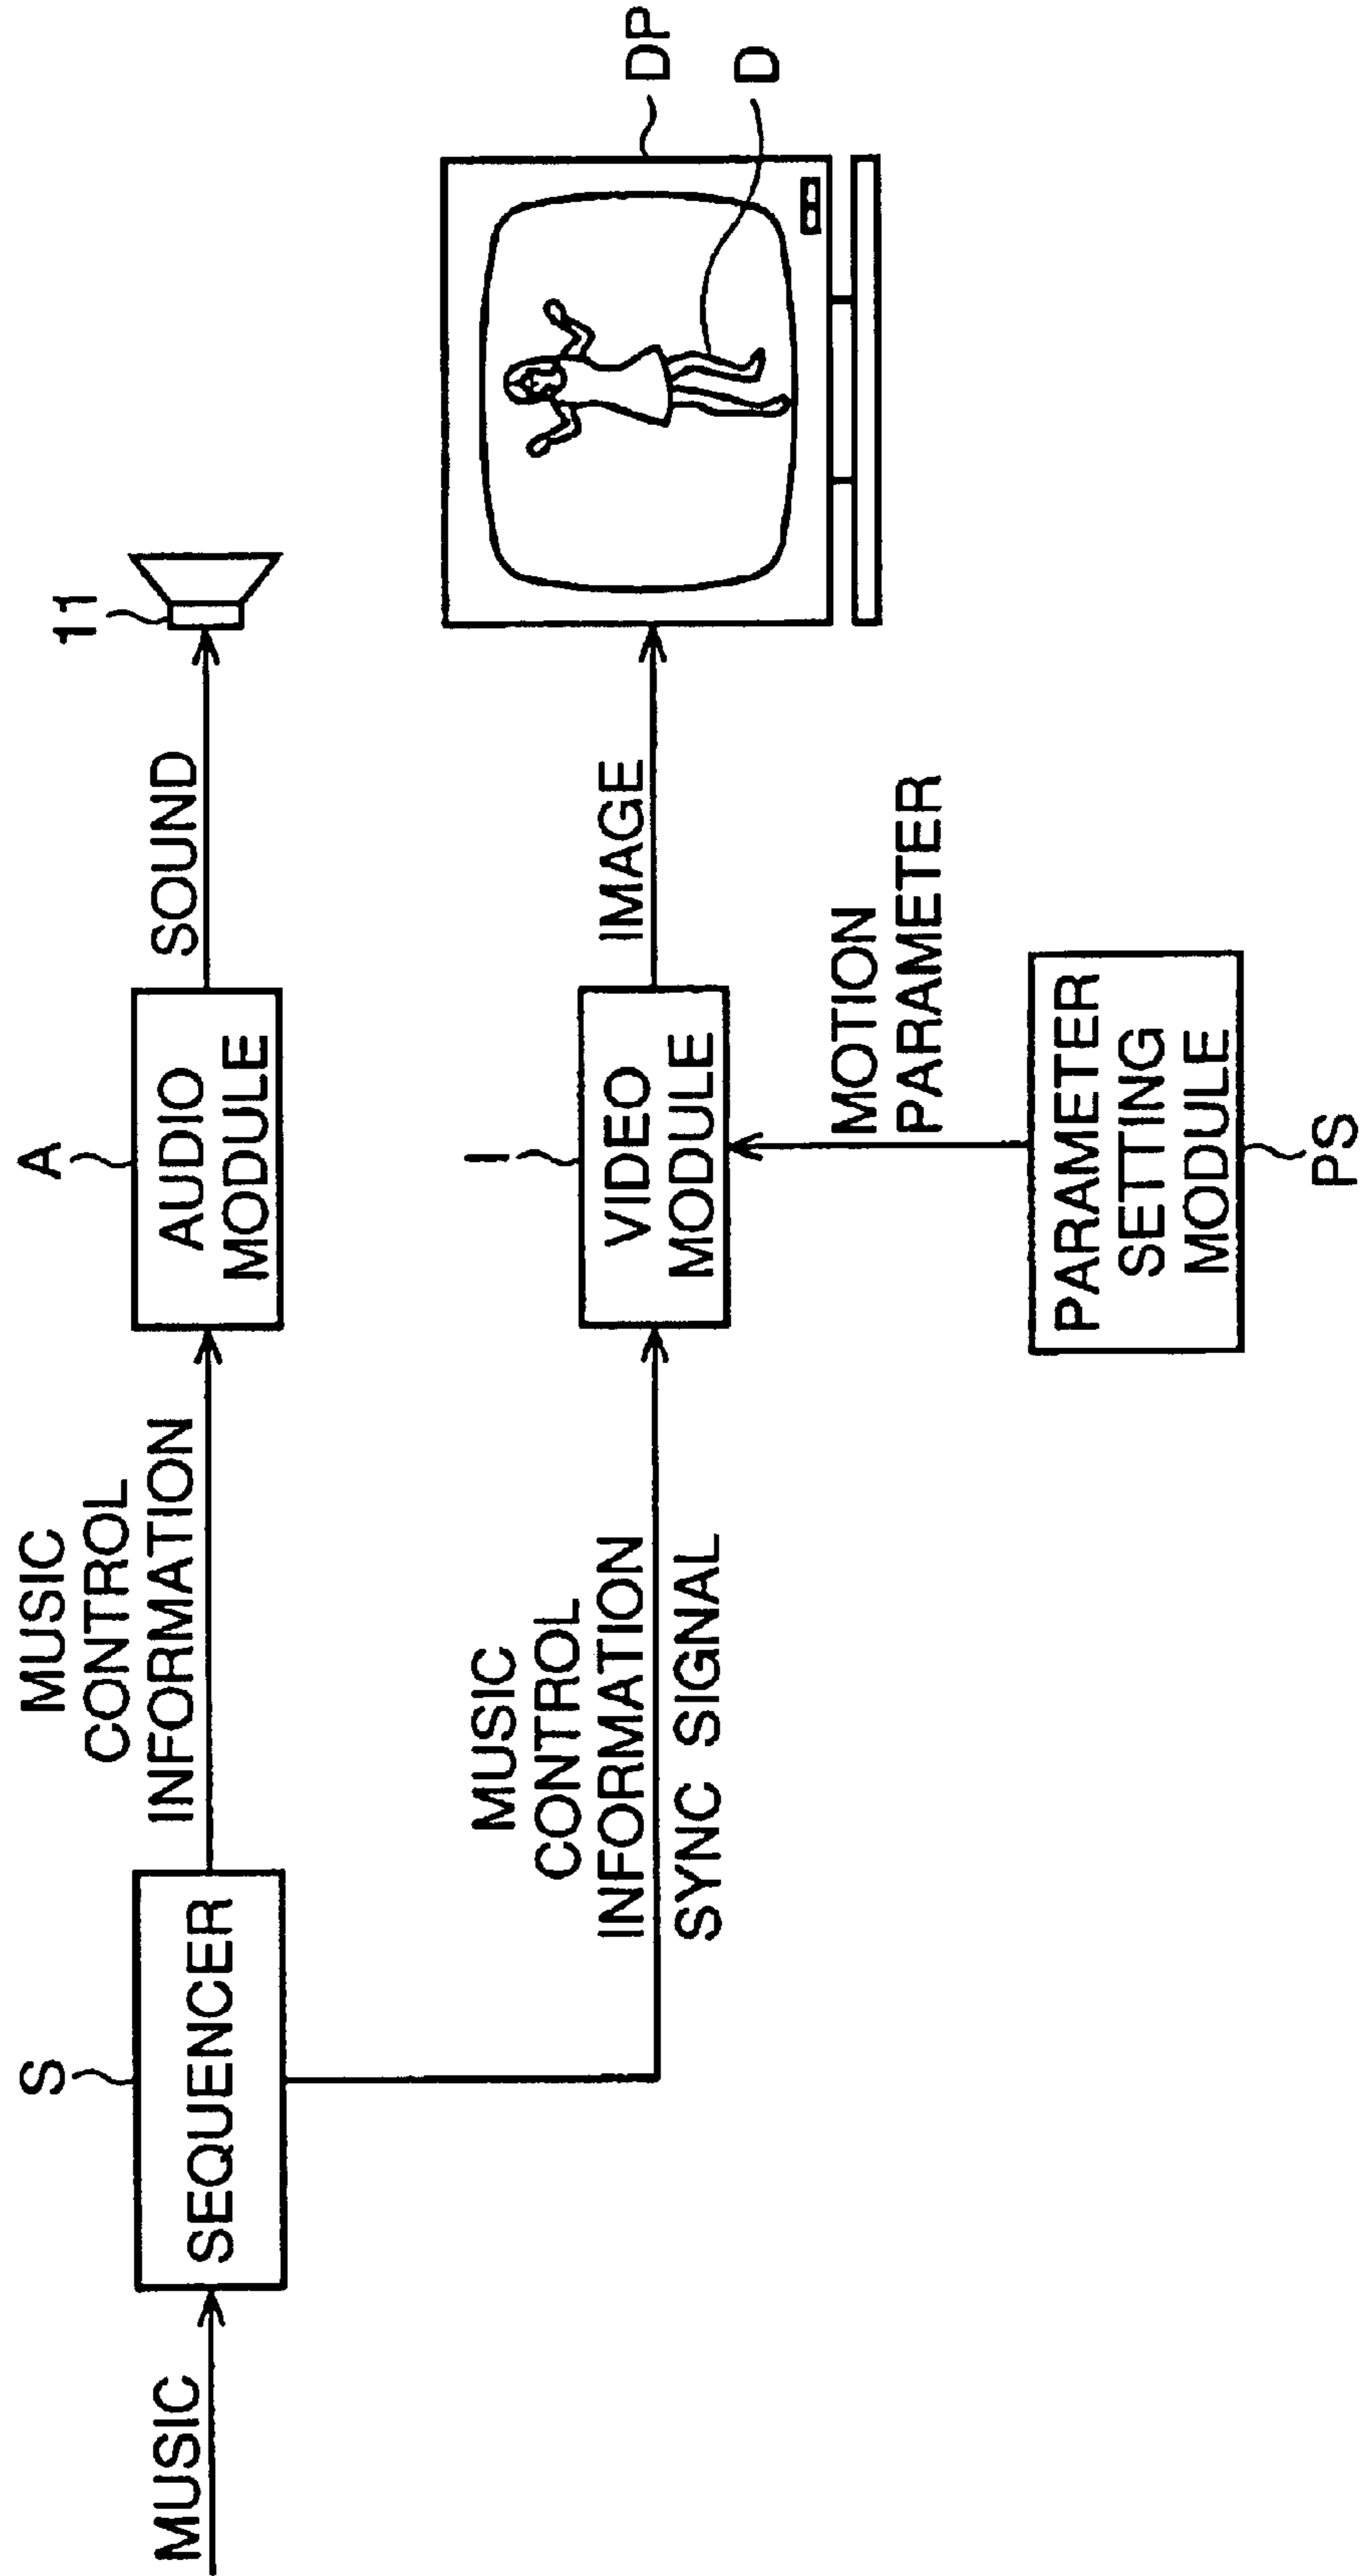 MUSIC
S
SEQUENCER
MUSIC
CONTROL
INFORMATION
MUSIC
CONTROL
INFORMATION
SYNC SIGNAL
A
AUDIO
MODULE
SOUND
11
I
VIDEO
MODULE
IMAGE
MOTION
PARAMETER
PARAMETER
SETTING
MODULE
PS
DP
D